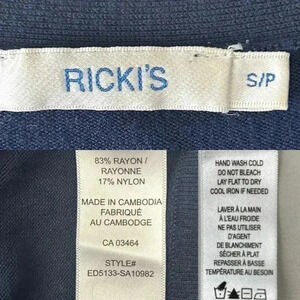 RICKI'S
S/P
83% RAYON /
RAYONNE
17% NYLON
MADE IN CAMBODIA
FABRIQUÉ
AU CAMBODGE
CA 03464
STYLE#
ED5133-SA10982
HAND WASH COLD
DO NOT BLEACH
LAY FLAT TO DRY
COOL IRON IF NEEDED
LAVER À LA MAIN
À L'EAU FROIDE
NE PAS UTILISER
D'AGENT
DE BLANCHIMENT
SÉCHER À PLAT
REPASSER À BASSE
TEMPÉRATURE AU BESOIN